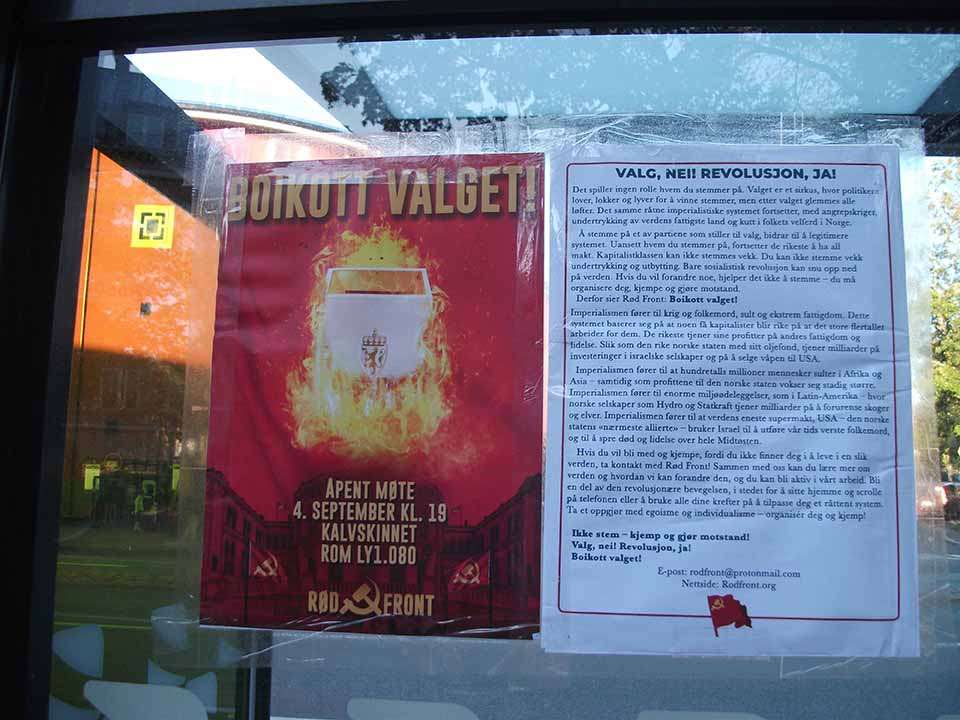 BOIKOTT VALGET!
ÅPENT MØTE
4. SEPTEMBER KL. 19
KALVSKINNET
ROM LY1.080
RØD FRONT
VALG, NEI! REVOLUSJON, JA!
Det spiller ingen rolle hvem du stemmer på. Valget er et sirkus, hvor politikere
lover, lokker og lyver for å vinne stemmer, men etter valget glemmes alle
løfter. Det samme råtne imperialistiske systemet fortsetter, med angrepskriger,
undertrykking av verdens fattigste land og kutt i folkets velferd i Norge.
Å stemme på et av partiene som stiller til valg, bidrar til å legitimere
systemet. Uansett hvem du stemmer på, fortsetter de rikeste å ha all
makt. Kapitalistklassen kan ikke stemmes vekk. Du kan ikke stemme vekk
undertrykking og utbytting. Bare sosialistisk revolusjon kan snu opp ned
på verden. Hvis du vil forandre noe, hjelper det ikke å stemme – du må
organisere deg, kjempe og gjøre motstand.
Derfor sier Rød Front: Boikott valget!
Imperialismen fører til krig og folkemord, sult og ekstrem fattigdom. Dette
systemet baserer seg på at noen få kapitalister blir rike på at det store flertallet
arbeider for dem. De rikeste tjener sine profitter på andres fattigdom og
lidelse. Slik som den rike norske staten med sitt oljefond, tjener milliarder på
investeringer i israelske selskaper og på å selge våpen til USA.
Imperialismen fører til at hundretalls millioner mennesker sulter i Afrika og
Asia – samtidig som profittene til den norske staten vokser seg stadig større.
Imperialismen fører til enorme miljøødeleggelser, som i Latin-Amerika – hvor
norske selskaper som Hydro og Statkraft tjener milliarder på å forurense skoger
og elver. Imperialismen fører til at verdens eneste supermakt, USA – den norske
statens «nærmeste allierte» – bruker Israel til å utføre vår tids verste folkemord,
og til å spre død og lidelse over hele Midtøsten.
Hvis du vil bli med og kjempe, fordi du ikke finner deg i å leve i en slik
verden, ta kontakt med Rød Front! Sammen med oss kan du lære mer om
verden og hvordan vi kan forandre den, og du kan bli aktiv i vårt arbeid. Bli
en del av den revolusjonære bevegelsen, i stedet for å sitte hjemme og scrolle
på telefonen eller å bruke alle dine krefter på å tilpasse deg et råttent system.
Ta et oppgjør med egoisme og individualisme – organisér deg og kjemp!
Ikke stem – kjemp og gjør motstand!
Valg, nei! Revolusjon, ja!
Boikott valget!
E-post: rodfront@protonmail.com
Nettside: Rodfront.org